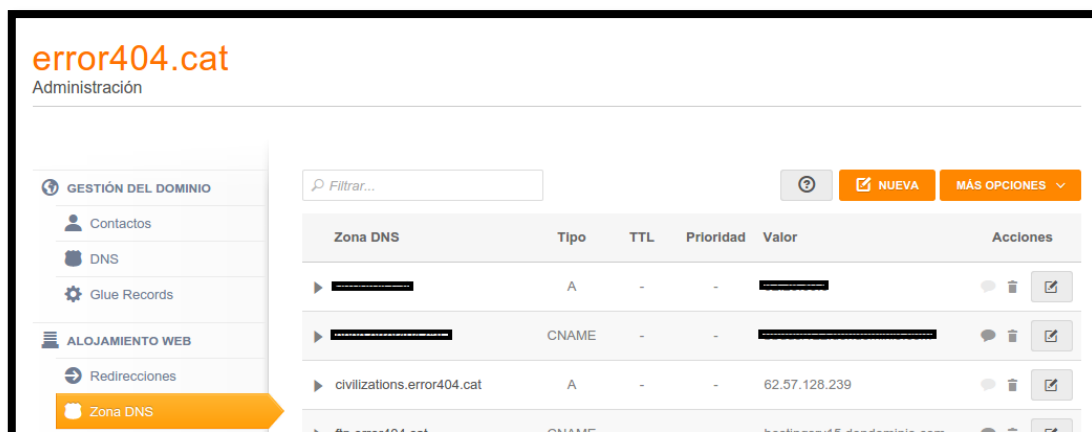 error404.cat
Administración
GESTIÓN DEL DOMINIO
Contactos
DNS
Glue Records
ALOJAMIENTO WEB
Redirecciones
Zona DNS
Filtrar...
NUEVA
MÁS OPCIONES
Zona DNS Tipo TTL Prioridad Valor Acciones
A - -
CNAME - -
civilizations.error404.cat A - - 62.57.128.239